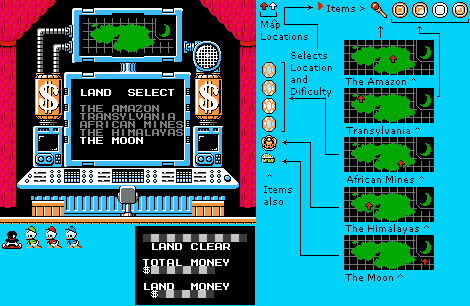 LAND SELECT
THE AMAZON
TRANSYLVANIA
AFRICAN MINES
THE HIMALAYAS
THE MOON
$
$
LAND CLEAR
TOTAL MONEY
$
LAND MONEY
$
Map
Locations
Items >
Selects
Location
and
Dificulty
^
Items
also
The Amazon ^
Transylvania ^
African Mines ^
The Himalayas ^
The Moon ^